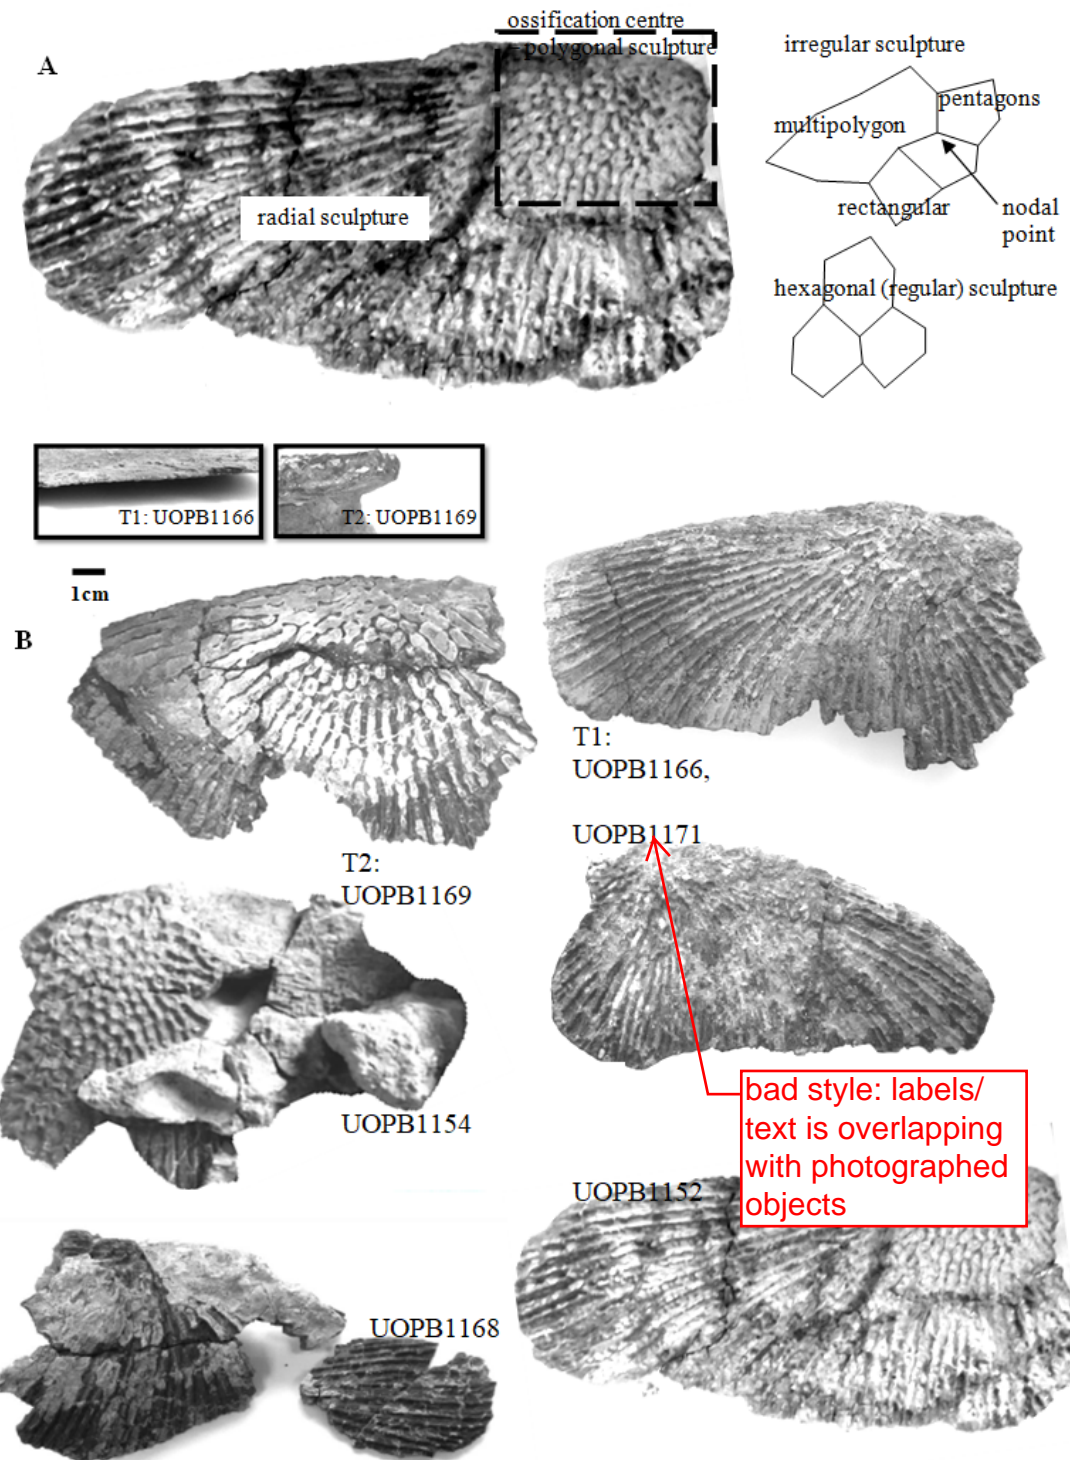 ossification centre
- polygonal sculpture
A
irregular sculpture
pentagons
multipolygon
radial sculpture
rectangular
nodal
point
hexagonal (regular) sculpture
T1: UOPB1166
T2: UOPB1169
1cm
B
T1:
UOPB1166,
UOPB1171
T2:
UOPB1169
bad style: labels/
text is overlapping
with photographed
objects
UOPB1154
UOPB1152
UOPB1168